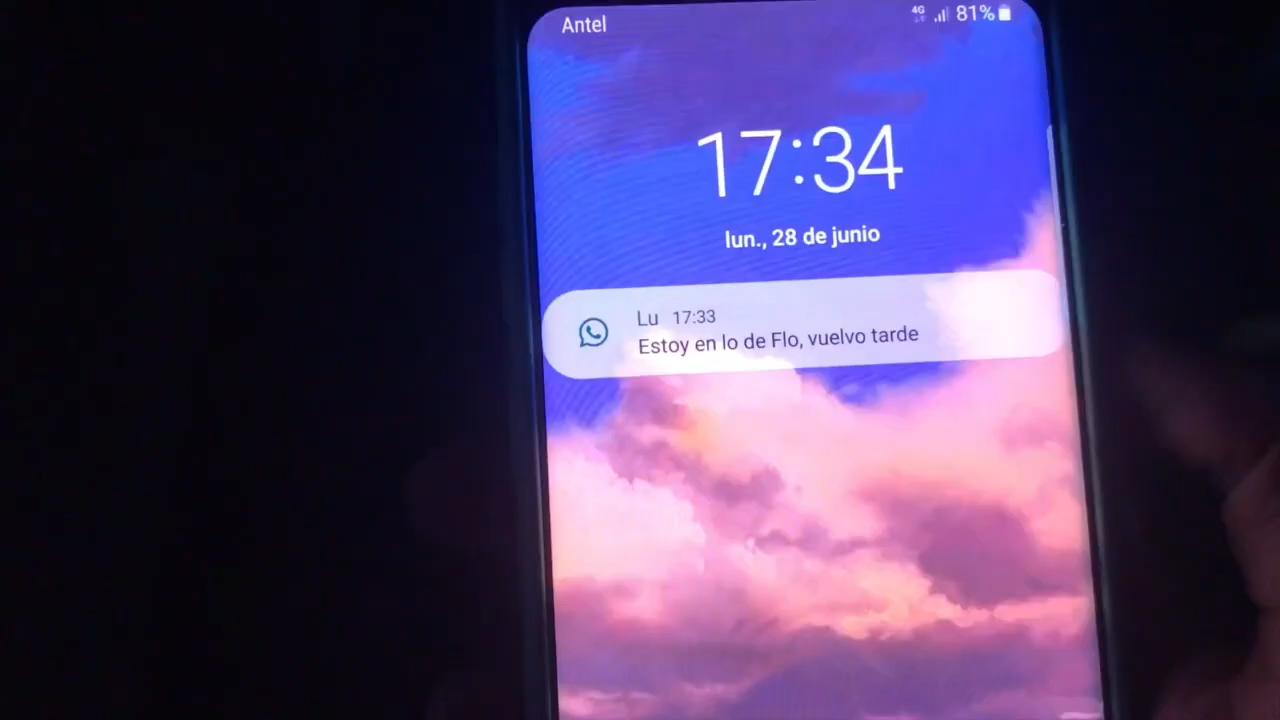 Antel
4G 81%
17:34
lun., 28 de junio
Lu 17:33
Estoy en lo de Flo, vuelvo tarde